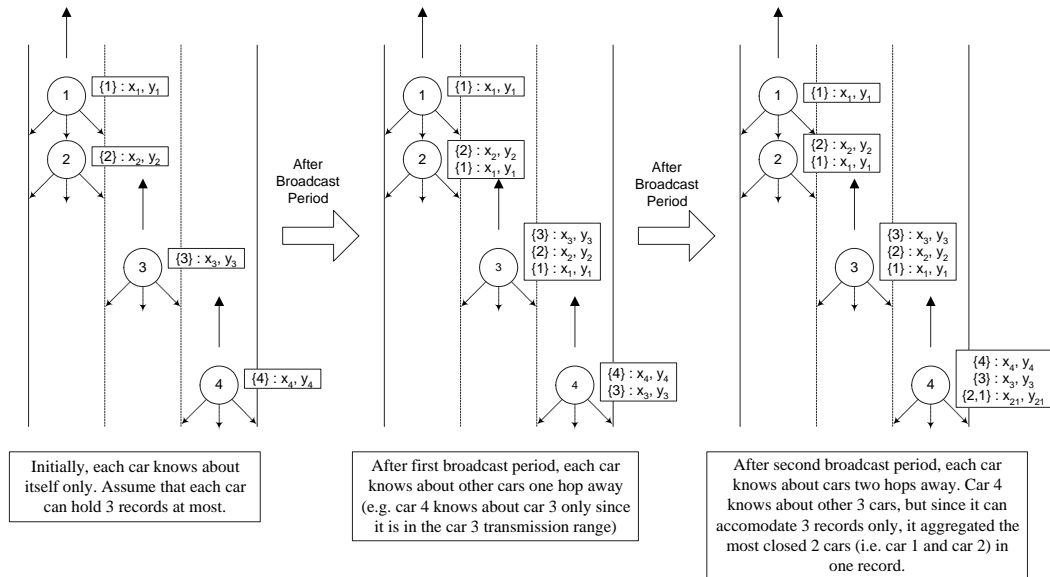 1
{1} : x1, y1
2
{2} : x2, y2
3
{3} : x3, y3
4
{4} : x4, y4
Initially, each car knows about
itself only. Assume that each car
can hold 3 records at most.
After
Broadcast
Period
1
{1} : x1, y1
2
{2} : x2, y2
{1} : x1, y1
3
{3} : x3, y3
{2} : x2, y2
{1} : x1, y1
4
{4} : x4, y4
{3} : x3, y3
After first broadcast period, each car
knows about other cars one hop away
(e.g. car 4 knows about car 3 only since
it is in the car 3 transmission range)
After
Broadcast
Period
1
{1} : x1, y1
2
{2} : x2, y2
{1} : x1, y1
3
{3} : x3, y3
{2} : x2, y2
{1} : x1, y1
4
{4} : x4, y4
{3} : x3, y3
{2,1} : x21, y21
After second broadcast period, each car
knows about cars two hops away. Car 4
knows about other 3 cars, but since it can
accomodate 3 records only, it aggregated the
most closed 2 cars (i.e. car 1 and car 2) in
one record.